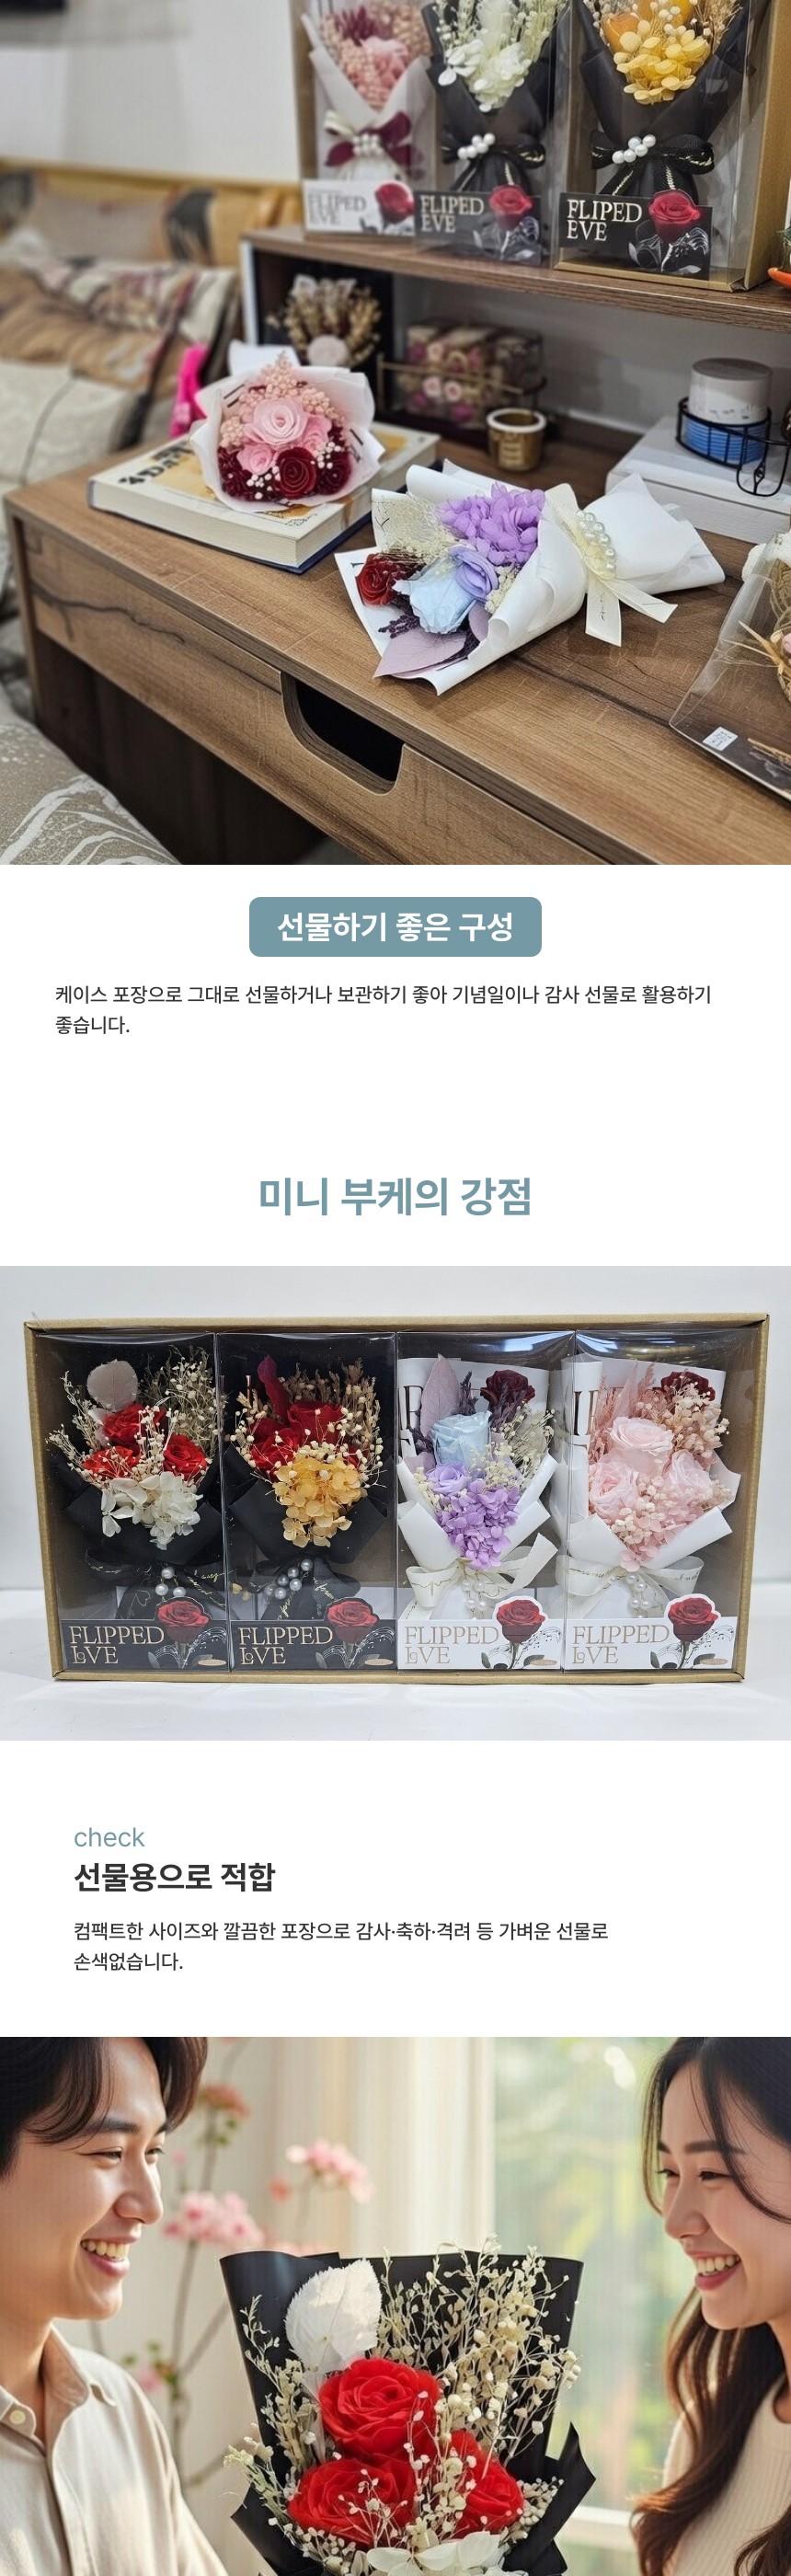 FLIPED
EVE
FLIPED
EVE
FLIPED
EVE
선물하기 좋은 구성
케이스 포장으로 그대로 선물하거나 보관하기 좋아 기념일이나 감사 선물로 활용하기
좋습니다.
미니 부케의 강점
FLIPPED
FLIPPED
FLIPPED
FLIPPED
check
선물용으로 적합
컴팩트한 사이즈와 깔끔한 포장으로 감사·축하·격려 등 가벼운 선물로
손색없습니다.